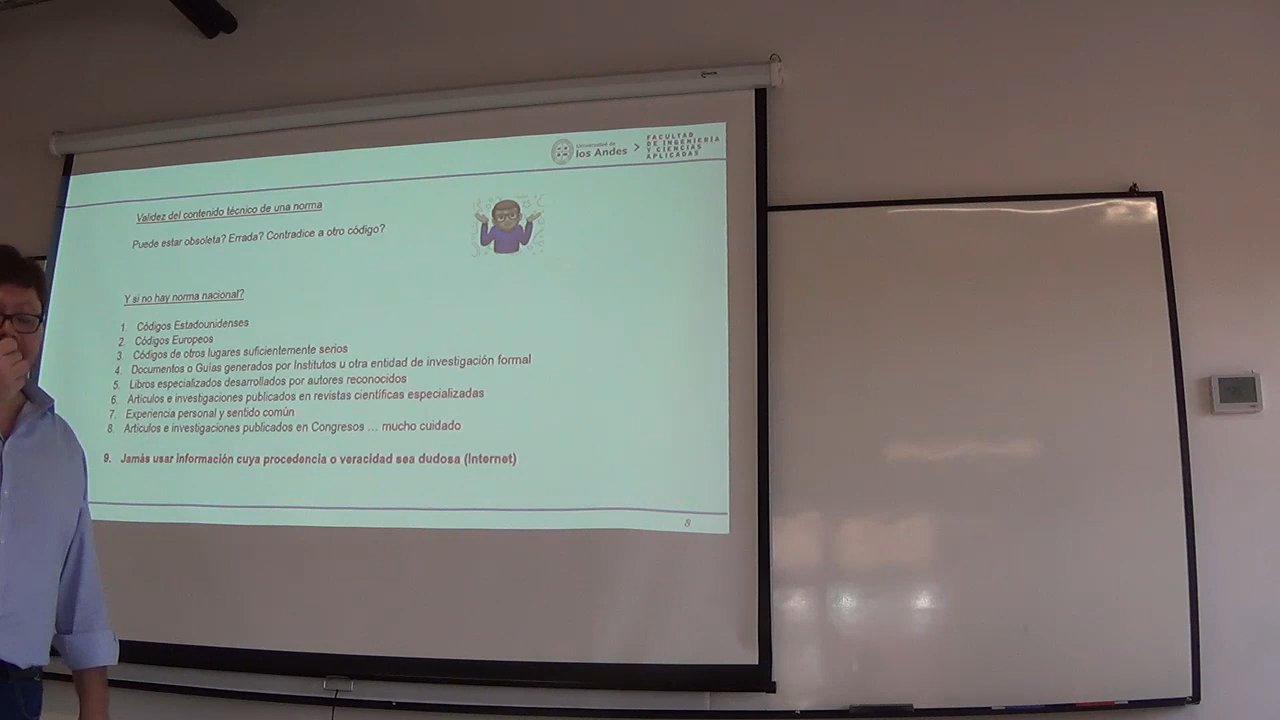 Universidad de
los Andes
FACULTAD
DE INGENIERÍA
Y CIENCIAS
APLICADAS
Validez del contenido técnico de una norma
Puede estar obsoleta? Errada? Contradice a otro código?
Y si no hay norma nacional?
1. Códigos Estadounidenses
2. Códigos Europeos
3. Códigos de otros lugares suficientemente serios
4. Documentos o Guías generados por Institutos u otra entidad de investigación formal
5. Libros especializados desarrollados por autores reconocidos
6. Artículos e investigaciones publicados en revistas científicas especializadas
7. Experiencia personal y sentido común
8. Artículos e investigaciones publicados en Congresos … mucho cuidado
9. Jamás usar información cuya procedencia o veracidad sea dudosa (Internet)
8